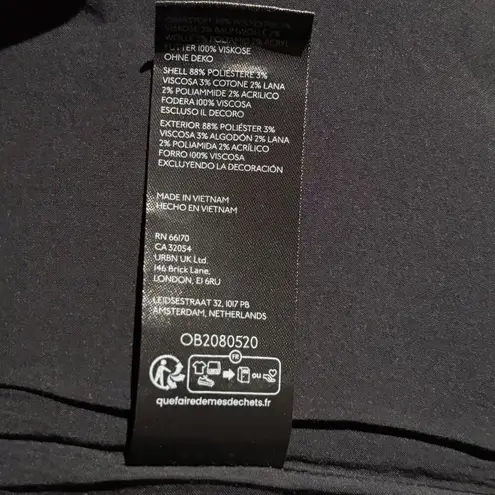 FUTTER 100% VISKOSE
OHNE DEKO
SHELL 88% POLIESTERE 3%
VISCOSA 3% COTONE 2% LANA
2% POLIAMMIDE 2% ACRILICO
FODERA 100% VISCOSA
ESCLUSO IL DECORO
EXTERIOR 88% POLIÉSTER 3%
VISCOSA 3% ALGODÓN 2% LANA
2% POLIAMIDA 2% ACRÍLICO
FORRO 100% VISCOSA
EXCLUYENDO LA DECORACIÓN
MADE IN VIETNAM
HECHO EN VIETNAM
RN 66170
CA 32054
URBN UK Ltd.
146 Brick Lane,
LONDON, E1 6RU
LEIDSESTRAAT 32, 1017 PB
AMSTERDAM, NETHERLANDS
OB2080520
FR
ou
quefairedemesdechets.fr